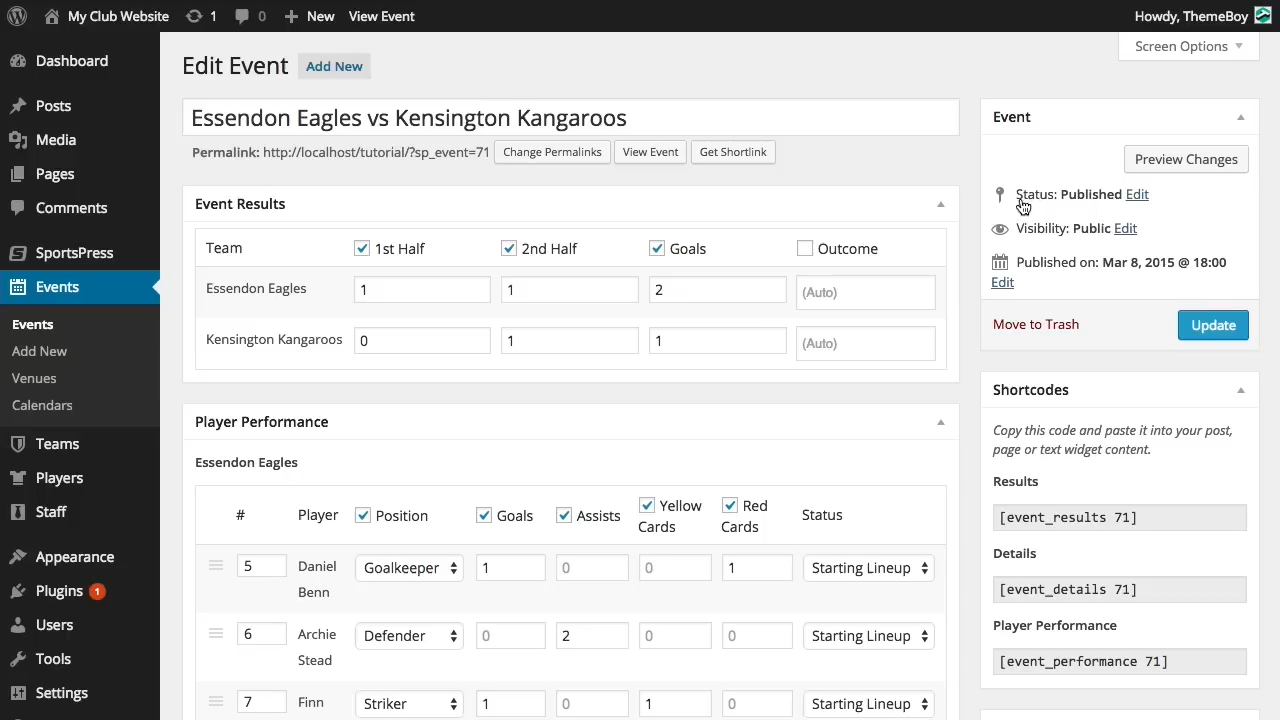 My Club Website 1 0 New View Event Howdy, ThemeBoy
Screen Options
Dashboard
Posts
Media
Pages
Comments
SportsPress
Events
Events
Add New
Venues
Calendars
Teams
Players
Staff
Appearance
Plugins 1
Users
Tools
Settings
Edit Event Add New
Essendon Eagles vs Kensington Kangaroos
Permalink: http://localhost/tutorial/?sp_event=71 Change Permalinks View Event Get Shortlink
Event Results
Team 1st Half 2nd Half Goals Outcome
Essendon Eagles 1 1 2 (Auto)
Kensington Kangaroos 0 1 1 (Auto)
Player Performance
Essendon Eagles
# Player Position Goals Assists Yellow Cards Red Cards Status
5 Daniel Benn Goalkeeper 1 0 0 1 Starting Lineup
6 Archie Stead Defender 0 2 0 0 Starting Lineup
7 Finn Striker 1 0 1 0 Starting Lineup
Event
Preview Changes
Status: Published Edit
Visibility: Public Edit
Published on: Mar 8, 2015 @ 18:00
Edit
Move to Trash Update
Shortcodes
Copy this code and paste it into your post,
page or text widget content.
Results
[event_results 71]
Details
[event_details 71]
Player Performance
[event_performance 71]